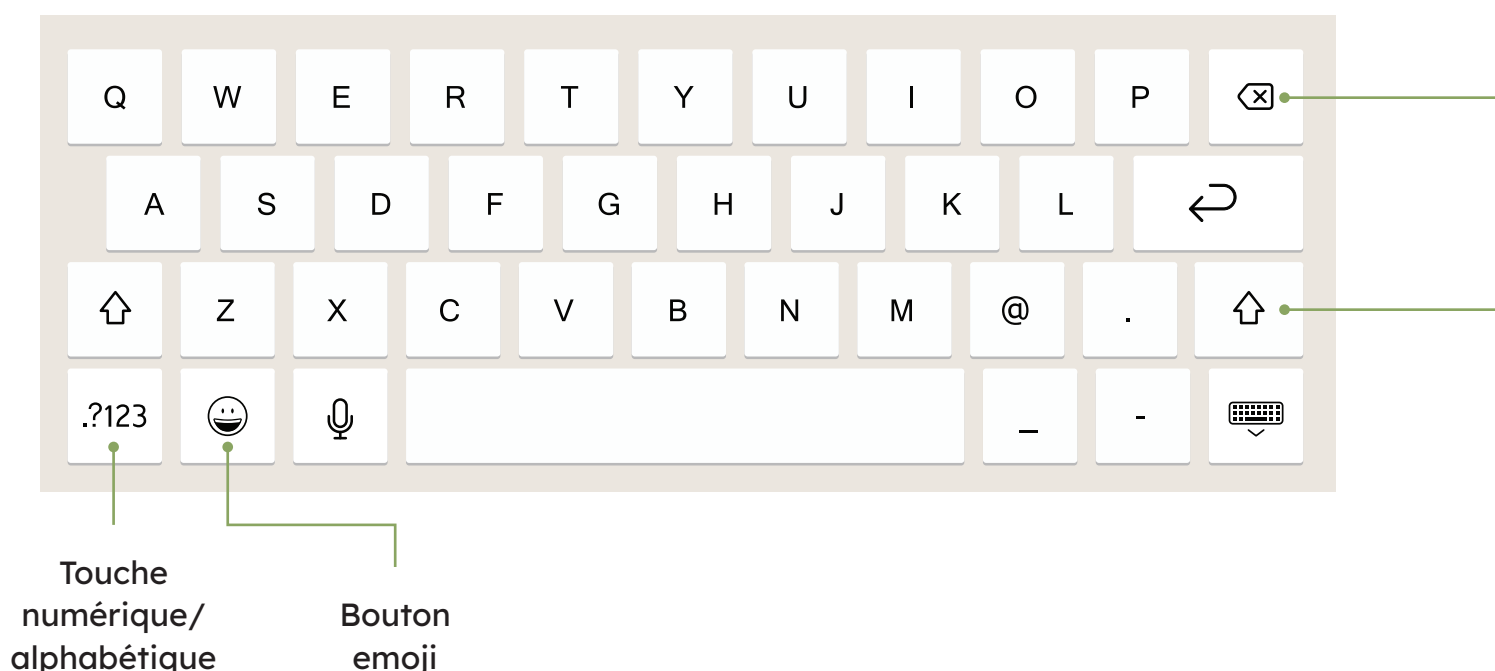 Q W E R T Y U I O P
A S D F G H J K L
Z X C V B N M @ .
.?123 _ -
Touche
numérique/
alphabétique
Bouton
emoji